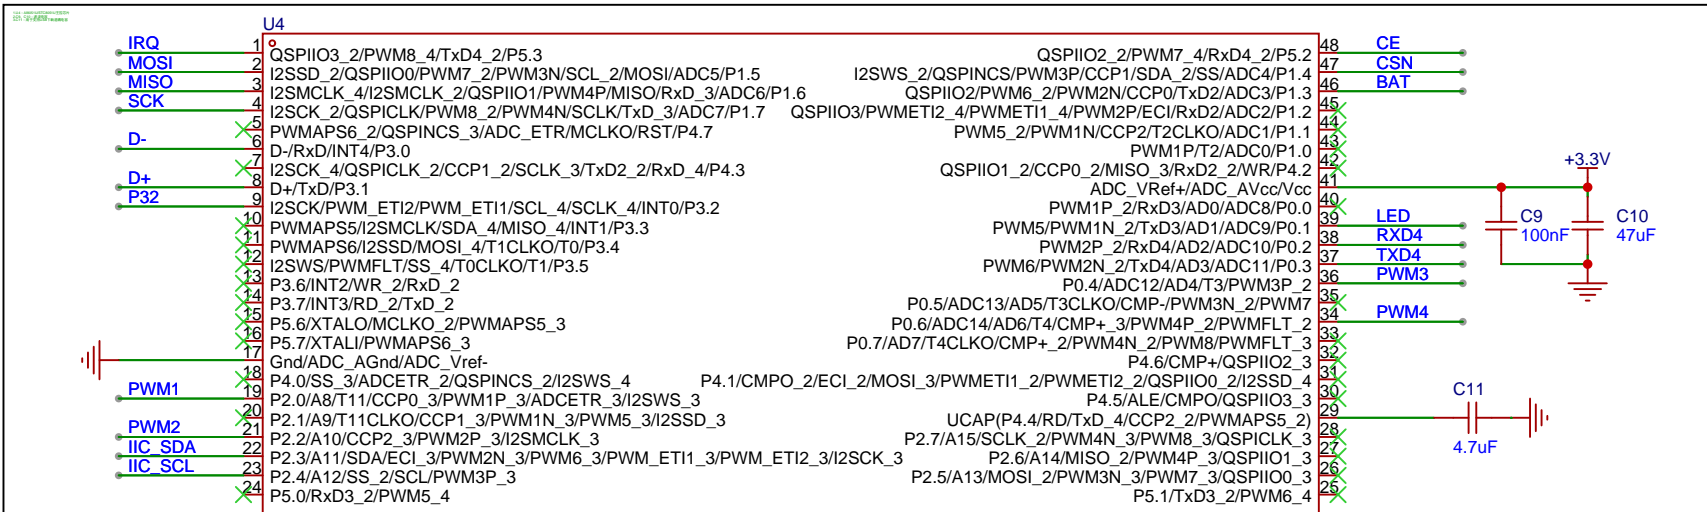 U4
IRQ 1 QSPIIO3_2/PWM8_4/TxD4_2/P5.3
MOSI 2 I2SSD_2/QSPIIO0/PWM7_2/PWM3N/SCL_2/MOSI/ADC5/P1.5
MISO 3 I2SMCLK_4/I2SMCLK_2/QSPIIO1/PWM4P/MISO/RxD_3/ADC6/P1.6
SCK 4 I2SCK_2/QSPICLK/PWM8_2/PWM4N/SCLK/TxD_3/ADC7/P1.7
5 PWMAPS6_2/QSPINCS_3/ADC_ETR/MCLKO/RST/P4.7
D- 6 D-/RxD/INT4/P3.0
7 I2SCK_4/QSPICLK_2/CCP1_2/SCLK_3/TxD2_2/RxD_4/P4.3
D+ 8 D+/TxD/P3.1
P32 9 I2SCK/PWM_ETI2/PWM_ETI1/SCL_4/SCLK_4/INT0/P3.2
10 PWMAPS5/I2SMCLK/SDA_4/MISO_4/INT1/P3.3
11 PWMAPS6/I2SSD/MOSI_4/T1CLKO/T0/P3.4
12 I2SWS/PWMFLT/SS_4/T0CLKO/T1/P3.5
13 P3.6/INT2/WR_2/RxD_2
14 P3.7/INT3/RD_2/TxD_2
15 P5.6/XTALO/MCLKO_2/PWMAPS5_3
16 P5.7/XTALI/PWMAPS6_3
17 Gnd/ADC_AGnd/ADC_Vref-
18 P4.0/SS_3/ADCETR_2/QSPINCS_2/I2SWS_4
PWM1 19 P2.0/A8/T11/CCP0_3/PWM1P_3/ADCETR_3/I2SWS_3
20 P2.1/A9/T11CLKO/CCP1_3/PWM1N_3/PWM5_3/I2SSD_3
PWM2 21 P2.2/A10/CCP2_3/PWM2P_3/I2SMCLK_3
IIC_SDA 22 P2.3/A11/SDA/ECI_3/PWM2N_3/PWM6_3/PWM_ETI1_3/PWM_ETI2_3/I2SCK_3
IIC_SCL 23 P2.4/A12/SS_2/SCL/PWM3P_3
24 P5.0/RxD3_2/PWM5_4
QSPIIO2_2/PWM7_4/RxD4_2/P5.2 48 CE
I2SWS_2/QSPINCS/PWM3P/CCP1/SDA_2/SS/ADC4/P1.4 47 CSN
QSPIIO2/PWM6_2/PWM2N/CCP0/TxD2/ADC3/P1.3 46 BAT
QSPIIO3/PWMETI2_4/PWMETI1_4/PWM2P/ECI/RxD2/ADC2/P1.2 45
PWM5_2/PWM1N/CCP2/T2CLKO/ADC1/P1.1 44
PWM1P/T2/ADC0/P1.0 43
QSPIIO1_2/CCP0_2/MISO_3/RxD2_2/WR/P4.2 42
ADC_VRef+/ADC_AVcc/Vcc 41
PWM1P_2/RxD3/AD0/ADC8/P0.0 40
PWM5/PWM1N_2/TxD3/AD1/ADC9/P0.1 39 LED
PWM2P_2/RxD4/AD2/ADC10/P0.2 38 RXD4
PWM6/PWM2N_2/TxD4/AD3/ADC11/P0.3 37 TXD4
P0.4/ADC12/AD4/T3/PWM3P_2 36 PWM3
P0.5/ADC13/AD5/T3CLKO/CMP-/PWM3N_2/PWM7 35
P0.6/ADC14/AD6/T4/CMP+_3/PWM4P_2/PWMFLT_2 34 PWM4
P0.7/AD7/T4CLKO/CMP+_2/PWM4N_2/PWM8/PWMFLT_3 33
P4.6/CMP+/QSPIIO2_3 32
P4.1/CMPO_2/ECI_2/MOSI_3/PWMETI1_2/PWMETI2_2/QSPIIO0_2/I2SSD_4 31
P4.5/ALE/CMPO/QSPIIO3_3 30
UCAP(P4.4/RD/TxD_4/CCP2_2/PWMAPS5_2) 29
P2.7/A15/SCLK_2/PWM4N_3/PWM8_3/QSPICLK_3 28
P2.6/A14/MISO_2/PWM4P_3/QSPIIO1_3 27
P2.5/A13/MOSI_2/PWM3N_3/PWM7_3/QSPIIO0_3 26
P5.1/TxD3_2/PWM6_4 25
+3.3V
C9
100nF
C10
47uF
C11
4.7uF